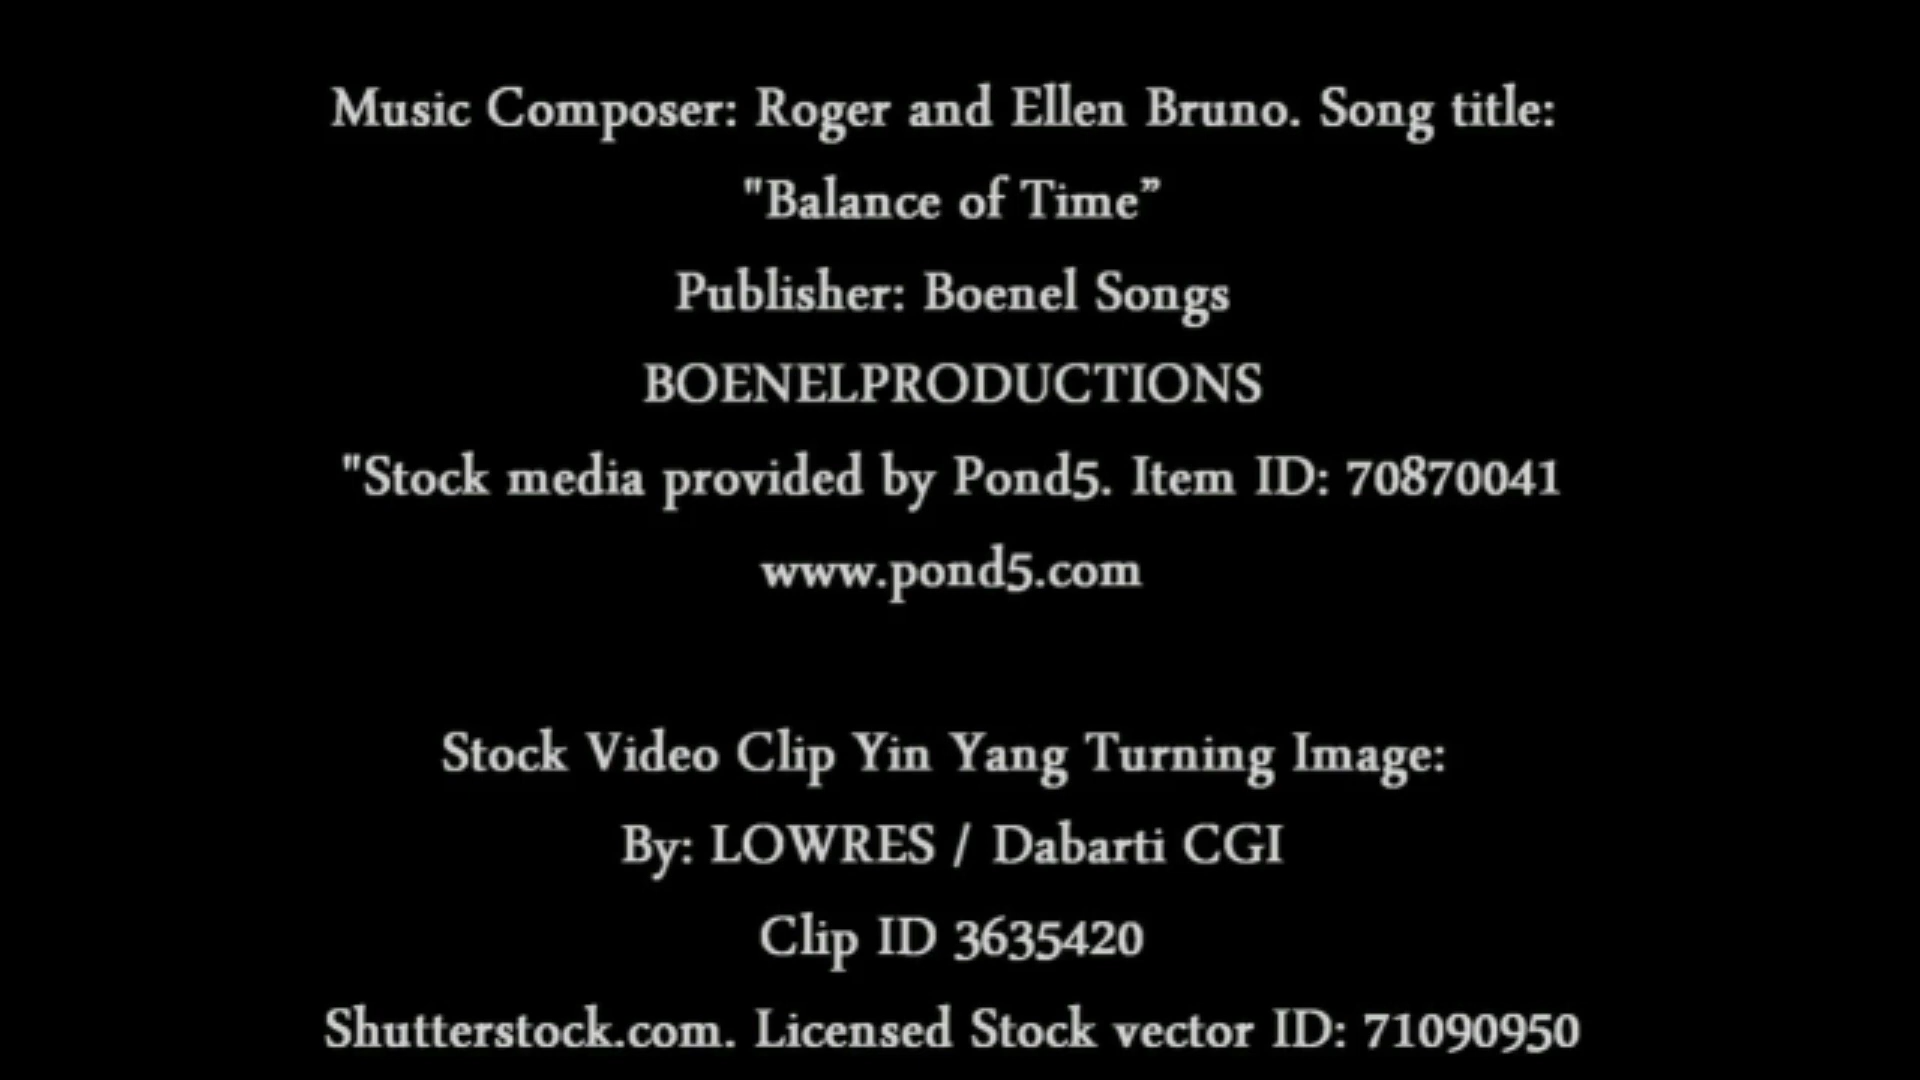 Music Composer: Roger and Ellen Bruno. Song title:
"Balance of Time”
Publisher: Boenel Songs
BOENELPRODUCTIONS
"Stock media provided by Pond5. Item ID: 70870041
www.pond5.com
Stock Video Clip Yin Yang Turning Image:
By: LOWRES / Dabarti CGI
Clip ID 3635420
Shutterstock.com. Licensed Stock vector ID: 71090950